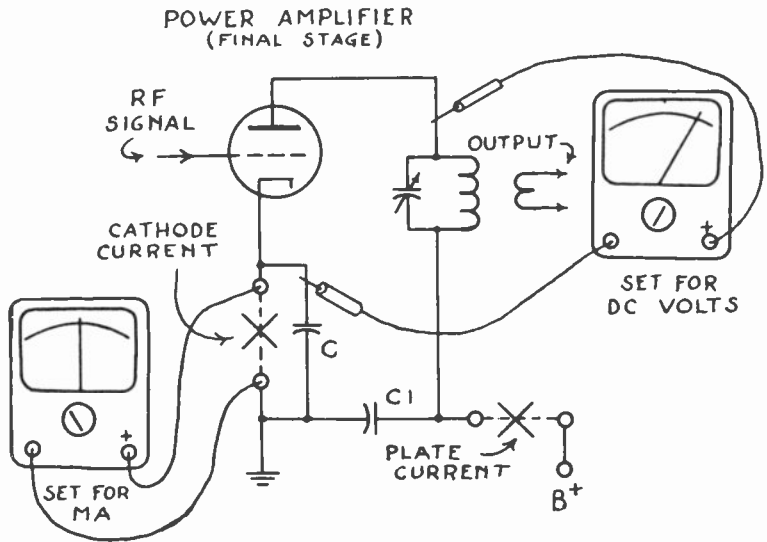 POWER AMPLIFIER
(FINAL STAGE)
RF
SIGNAL
OUTPUT
+
SET FOR
DC VOLTS
CATHODE
CURRENT
C
+
SET FOR
MA
C1
PLATE
CURRENT
B+